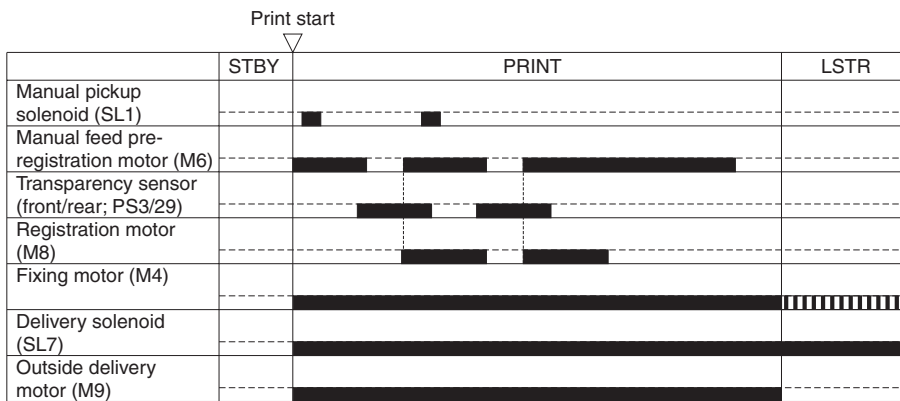 Print start
STBY PRINT LSTR
Manual pickup
solenoid (SL1)
Manual feed pre-
registration motor (M6)
Transparency sensor
(front/rear; PS3/29)
Registration motor
(M8)
Fixing motor (M4)
Delivery solenoid
(SL7)
Outside delivery
motor (M9)